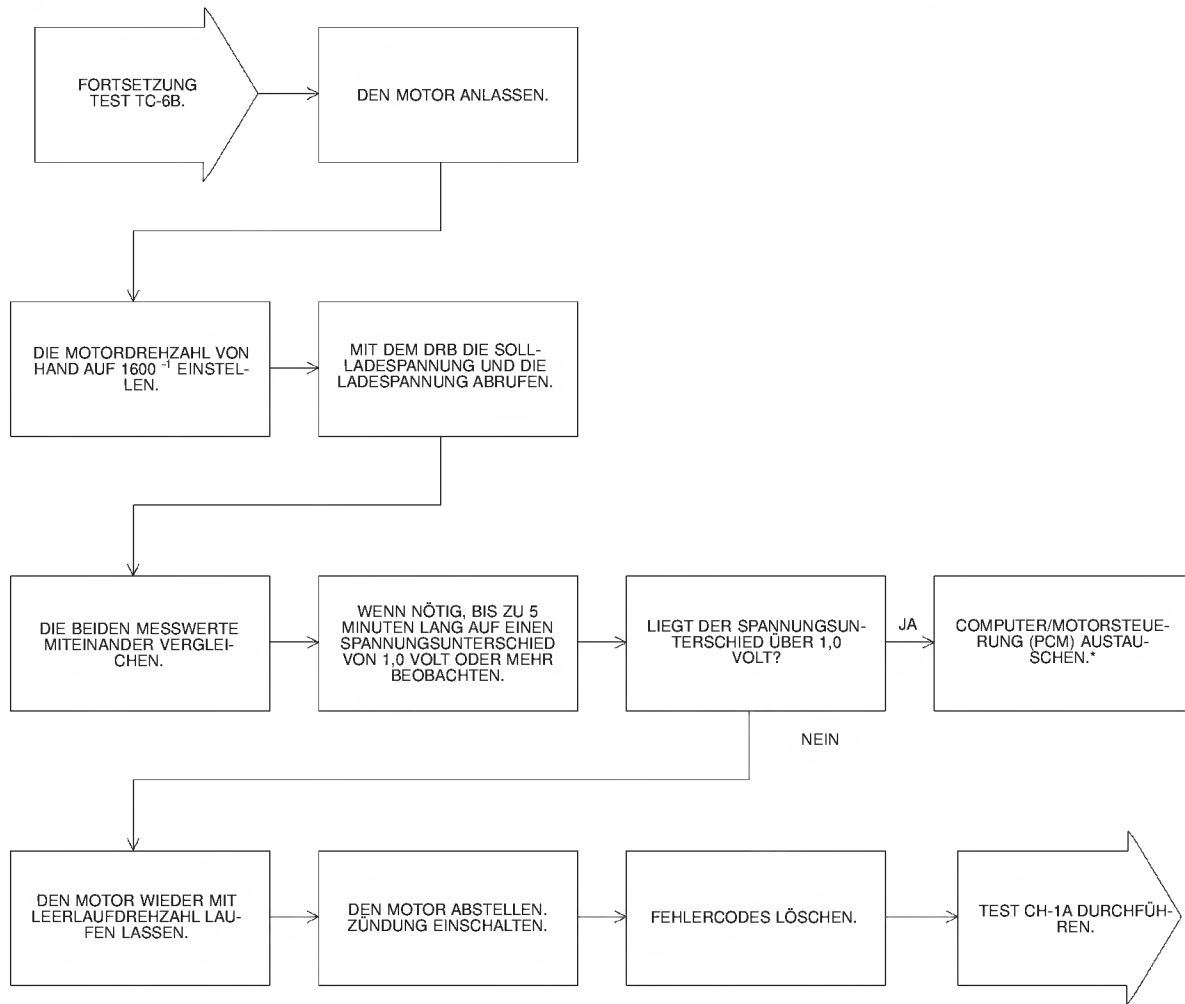 FORTSETZUNG
TEST TC-6B.
DEN MOTOR ANLASSEN.
DIE MOTORDREHZAHL VON
HAND AUF 1600 ⁻¹ EINSTEL-
LEN.
MIT DEM DRB DIE SOLL-
LADESPANNUNG UND DIE
LADESPANNUNG ABRUFEN.
DIE BEIDEN MESSWERTE
MITEINANDER VERGLEI-
CHEN.
WENN NÖTIG, BIS ZU 5
MINUTEN LANG AUF EINEN
SPANNUNGSUNTERSCHIED
VON 1,0 VOLT ODER MEHR
BEOBACHTEN.
LIEGT DER SPANNUNGSUN-
TERSCHIED ÜBER 1,0
VOLT?
JA
COMPUTER/MOTORSTEUE-
RUNG (PCM) AUSTAU-
SCHEN.*
NEIN
DEN MOTOR WIEDER MIT
LEERLAUFDREHZAHL LAU-
FEN LASSEN.
DEN MOTOR ABSTELLEN.
ZÜNDUNG EINSCHALTEN.
FEHLERCODES LÖSCHEN.
TEST CH-1A DURCHFÜH-
REN.